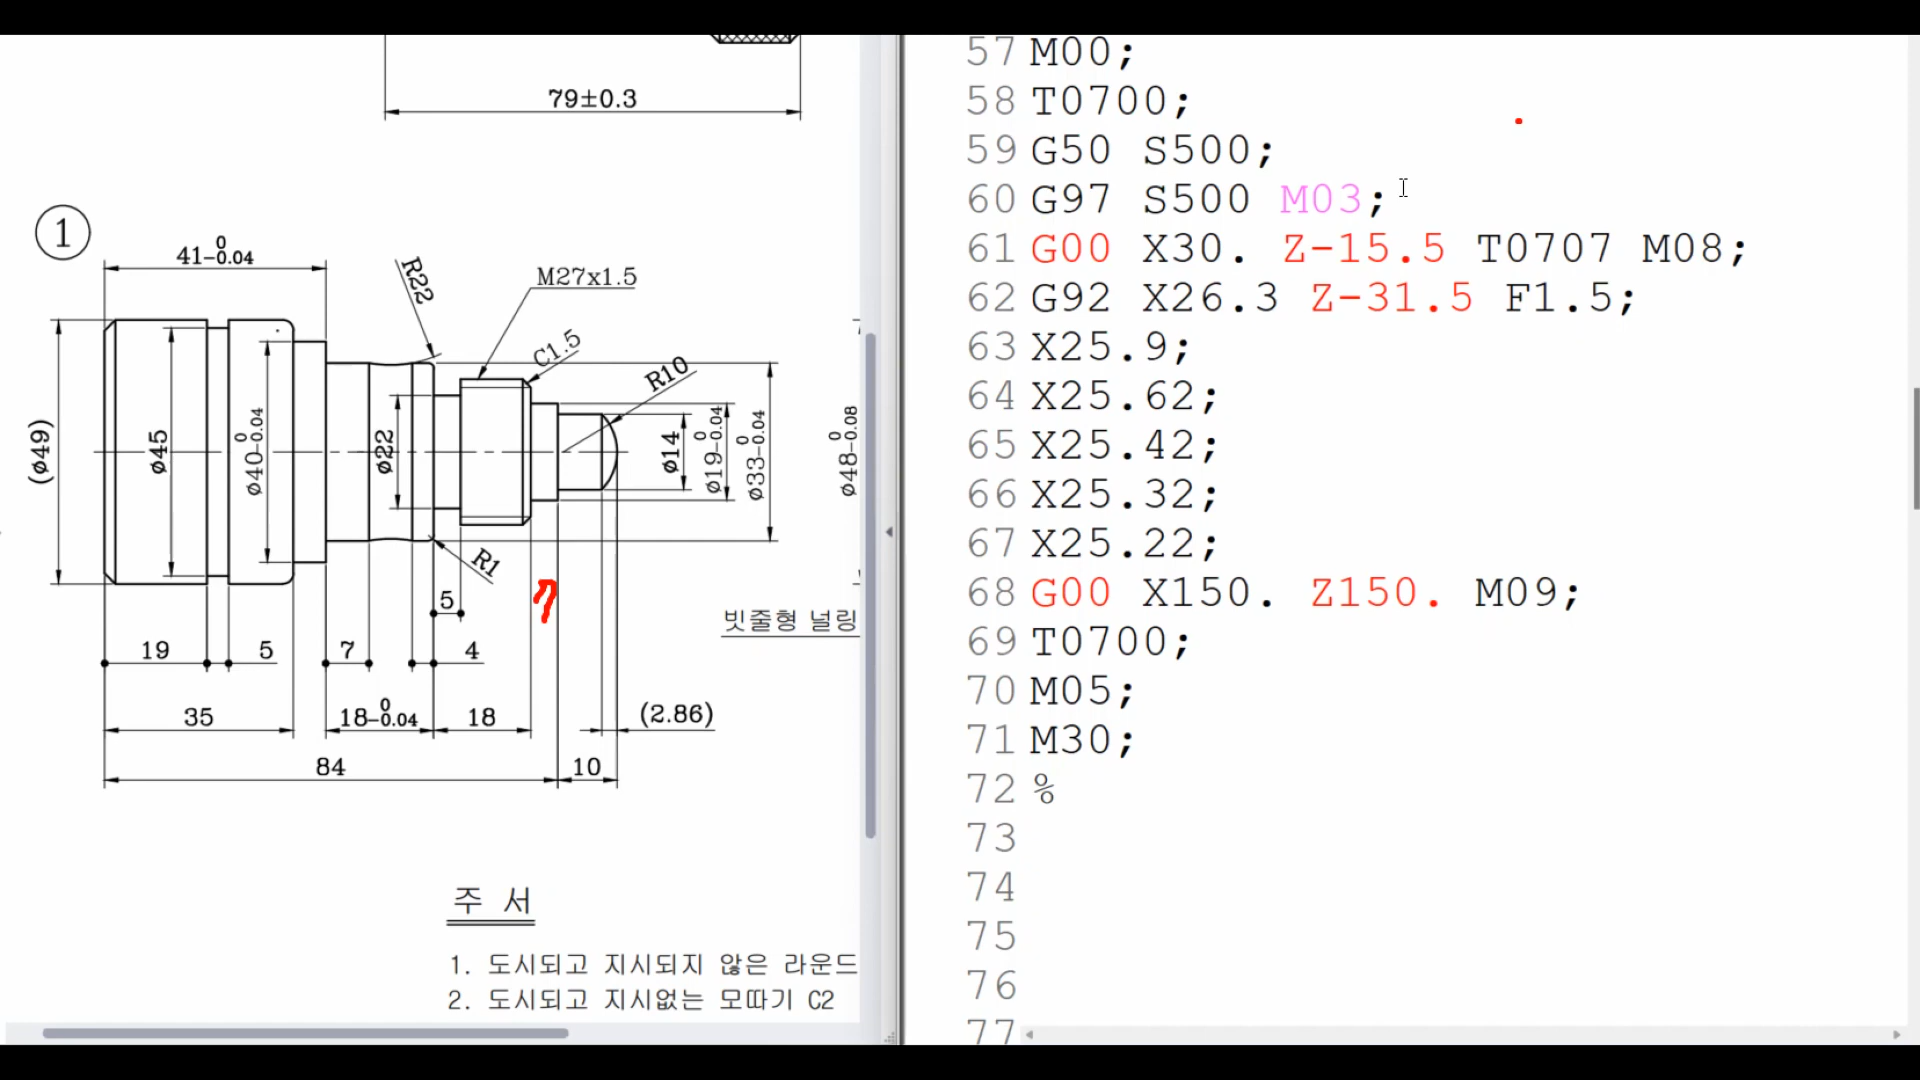 79±0.3
1
41 0 -0.04
R22
M27x1.5
C1.5
R10
(ø49)
ø45
ø40 0 -0.04
ø22
ø14
ø19 0 -0.04
ø33 0 -0.04
ø48 0 -0.08
R1
5
빗줄형 널링
19
5
7
4
35
18 0 -0.04
18
(2.86)
84
10
주 서
1. 도시되고 지시되지 않은 라운드
2. 도시되고 지시없는 모따기 C2
57 M00;
58 T0700;
59 G50 S500;
60 G97 S500 M03;
61 G00 X30. Z-15.5 T0707 M08;
62 G92 X26.3 Z-31.5 F1.5;
63 X25.9;
64 X25.62;
65 X25.42;
66 X25.32;
67 X25.22;
68 G00 X150. Z150. M09;
69 T0700;
70 M05;
71 M30;
72 %
73
74
75
76
77